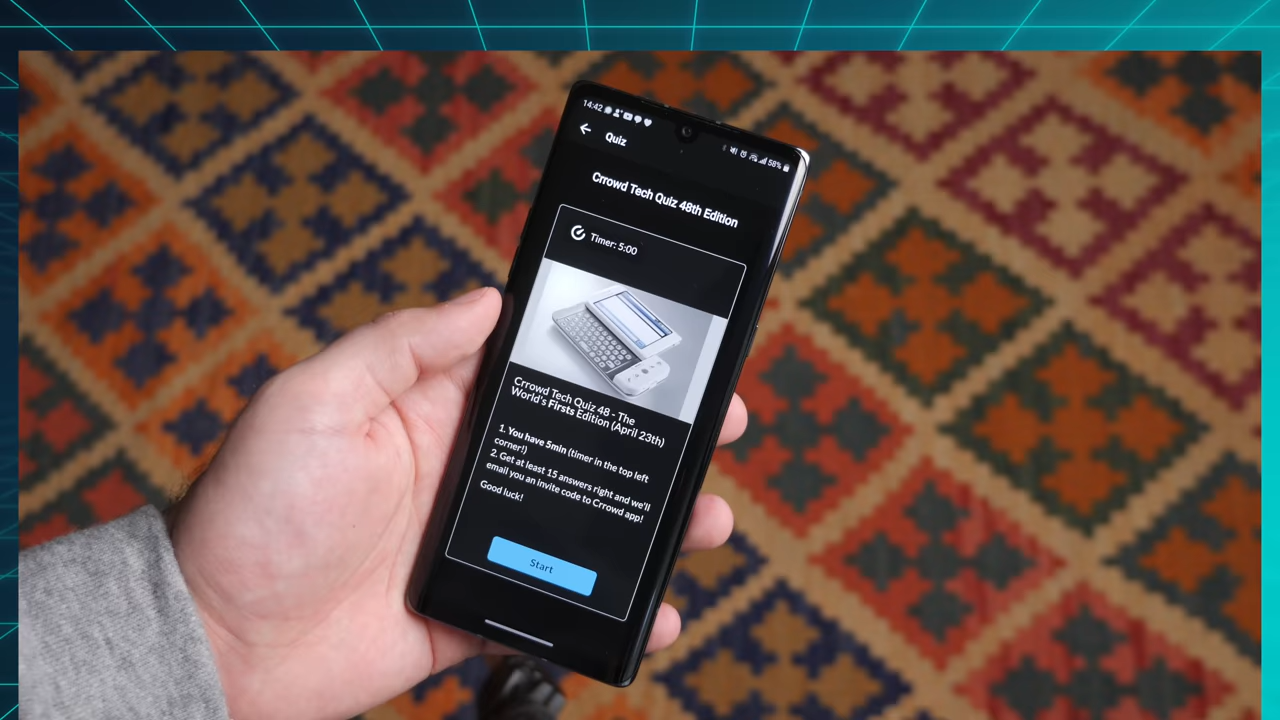 14:42
58%
Quiz
Crrowd Tech Quiz 48th Edition
Timer: 5:00
Crrowd Tech Quiz 48 - The
World's Firsts Edition (April 23th)
1. You have 5min (timer in the top left
corner!)
2. Get at least 15 answers right and we'll
email you an invite code to Crrowd app!
Good luck!
Start